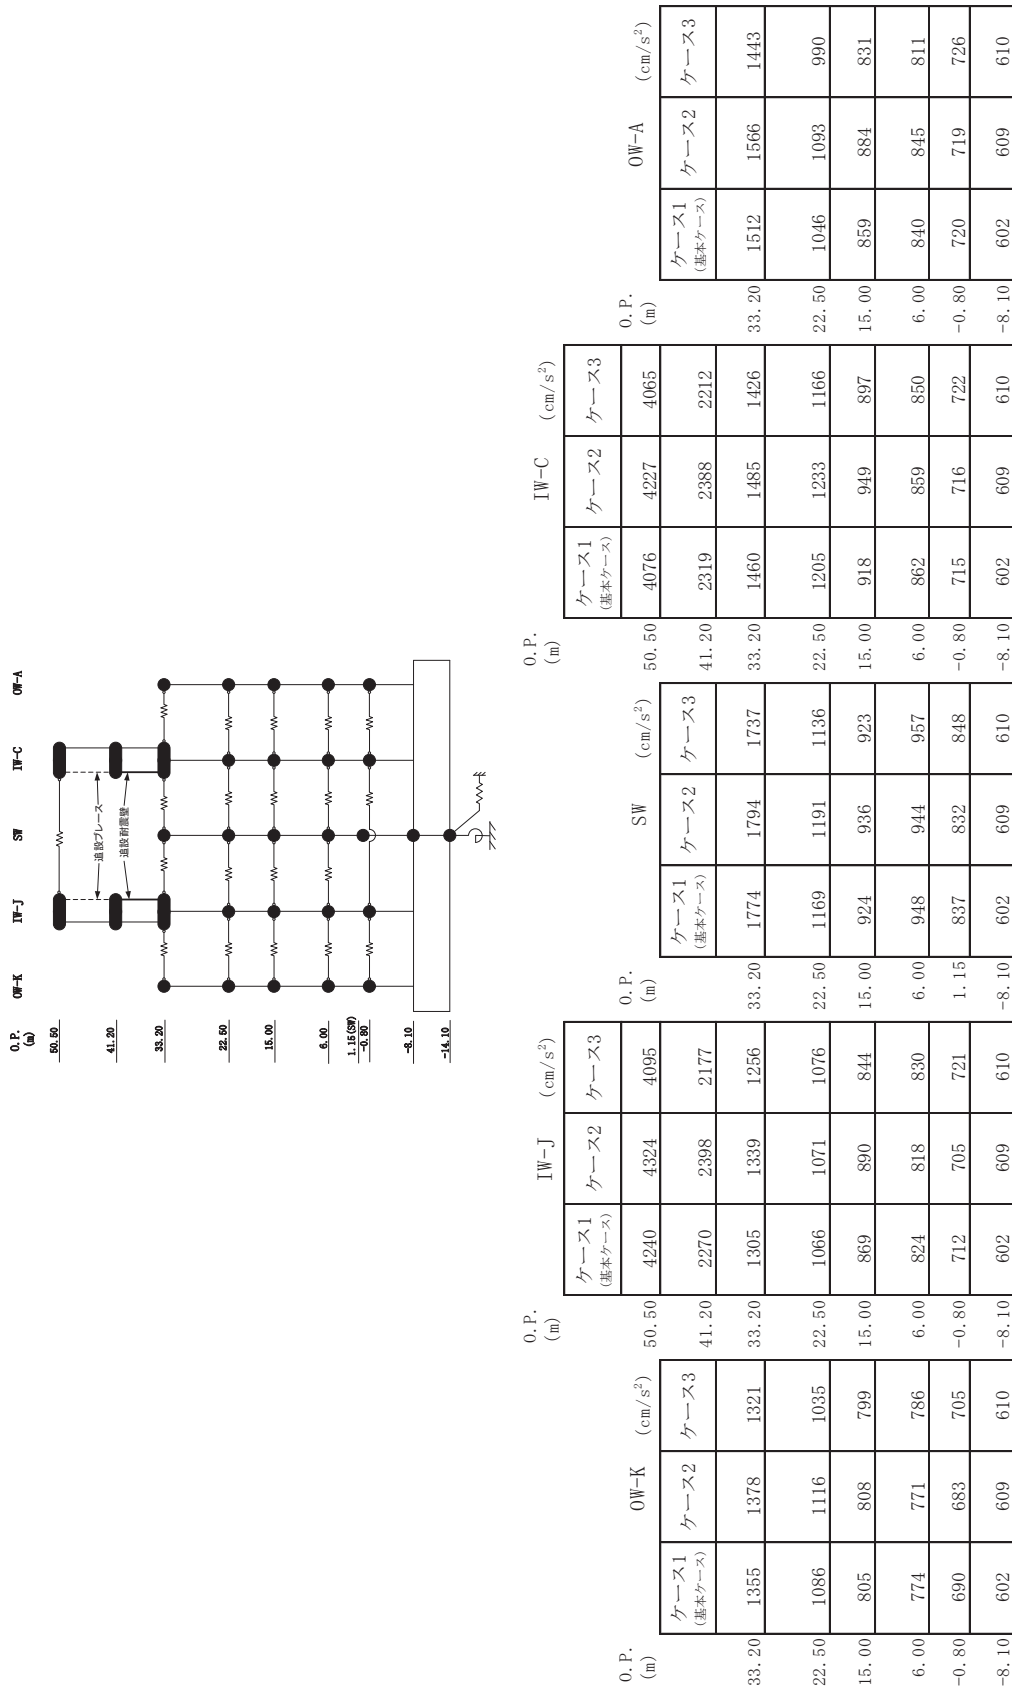 O.P.
(m)
OW-K
IW-J
SW
IW-C
OW-A
50.50
41.20
33.20
22.50
15.00
6.00
1.15(SW)
-0.80
-8.10
-14.10
追設ブレース
追設耐震壁
OW-K
(cm/s²)
O.P.
(m)
ケース1
(基本ケース)
ケース2
ケース3
33.20 1355 1378 1321
22.50 1086 1116 1035
15.00 805 808 799
6.00 774 771 786
-0.80 690 683 705
-8.10 602 609 610
IW-J
(cm/s²)
O.P.
(m)
ケース1
(基本ケース)
ケース2
ケース3
50.50 4240 4324 4095
41.20 2270 2398 2177
33.20 1305 1339 1256
22.50 1066 1071 1076
15.00 869 890 844
6.00 824 818 830
-0.80 712 705 721
-8.10 602 609 610
SW
(cm/s²)
O.P.
(m)
ケース1
(基本ケース)
ケース2
ケース3
33.20 1774 1794 1737
22.50 1169 1191 1136
15.00 924 936 923
6.00 948 944 957
1.15 837 832 848
-8.10 602 609 610
IW-C
(cm/s²)
O.P.
(m)
ケース1
(基本ケース)
ケース2
ケース3
50.50 4076 4227 4065
41.20 2319 2388 2212
33.20 1460 1485 1426
22.50 1205 1233 1166
15.00 918 949 897
6.00 862 859 850
-0.80 715 716 722
-8.10 602 609 610
OW-A
(cm/s²)
O.P.
(m)
ケース1
(基本ケース)
ケース2
ケース3
33.20 1512 1566 1443
22.50 1046 1093 990
15.00 859 884 831
6.00 840 845 811
-0.80 720 719 726
-8.10 602 609 610